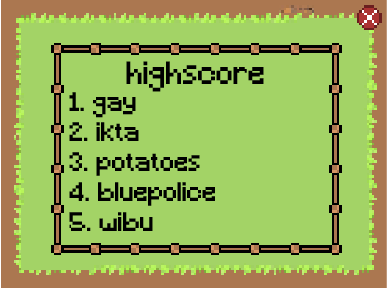 highscore
1. gay
2. ikta
3. potatoes
4. bluepolice
5. wibu